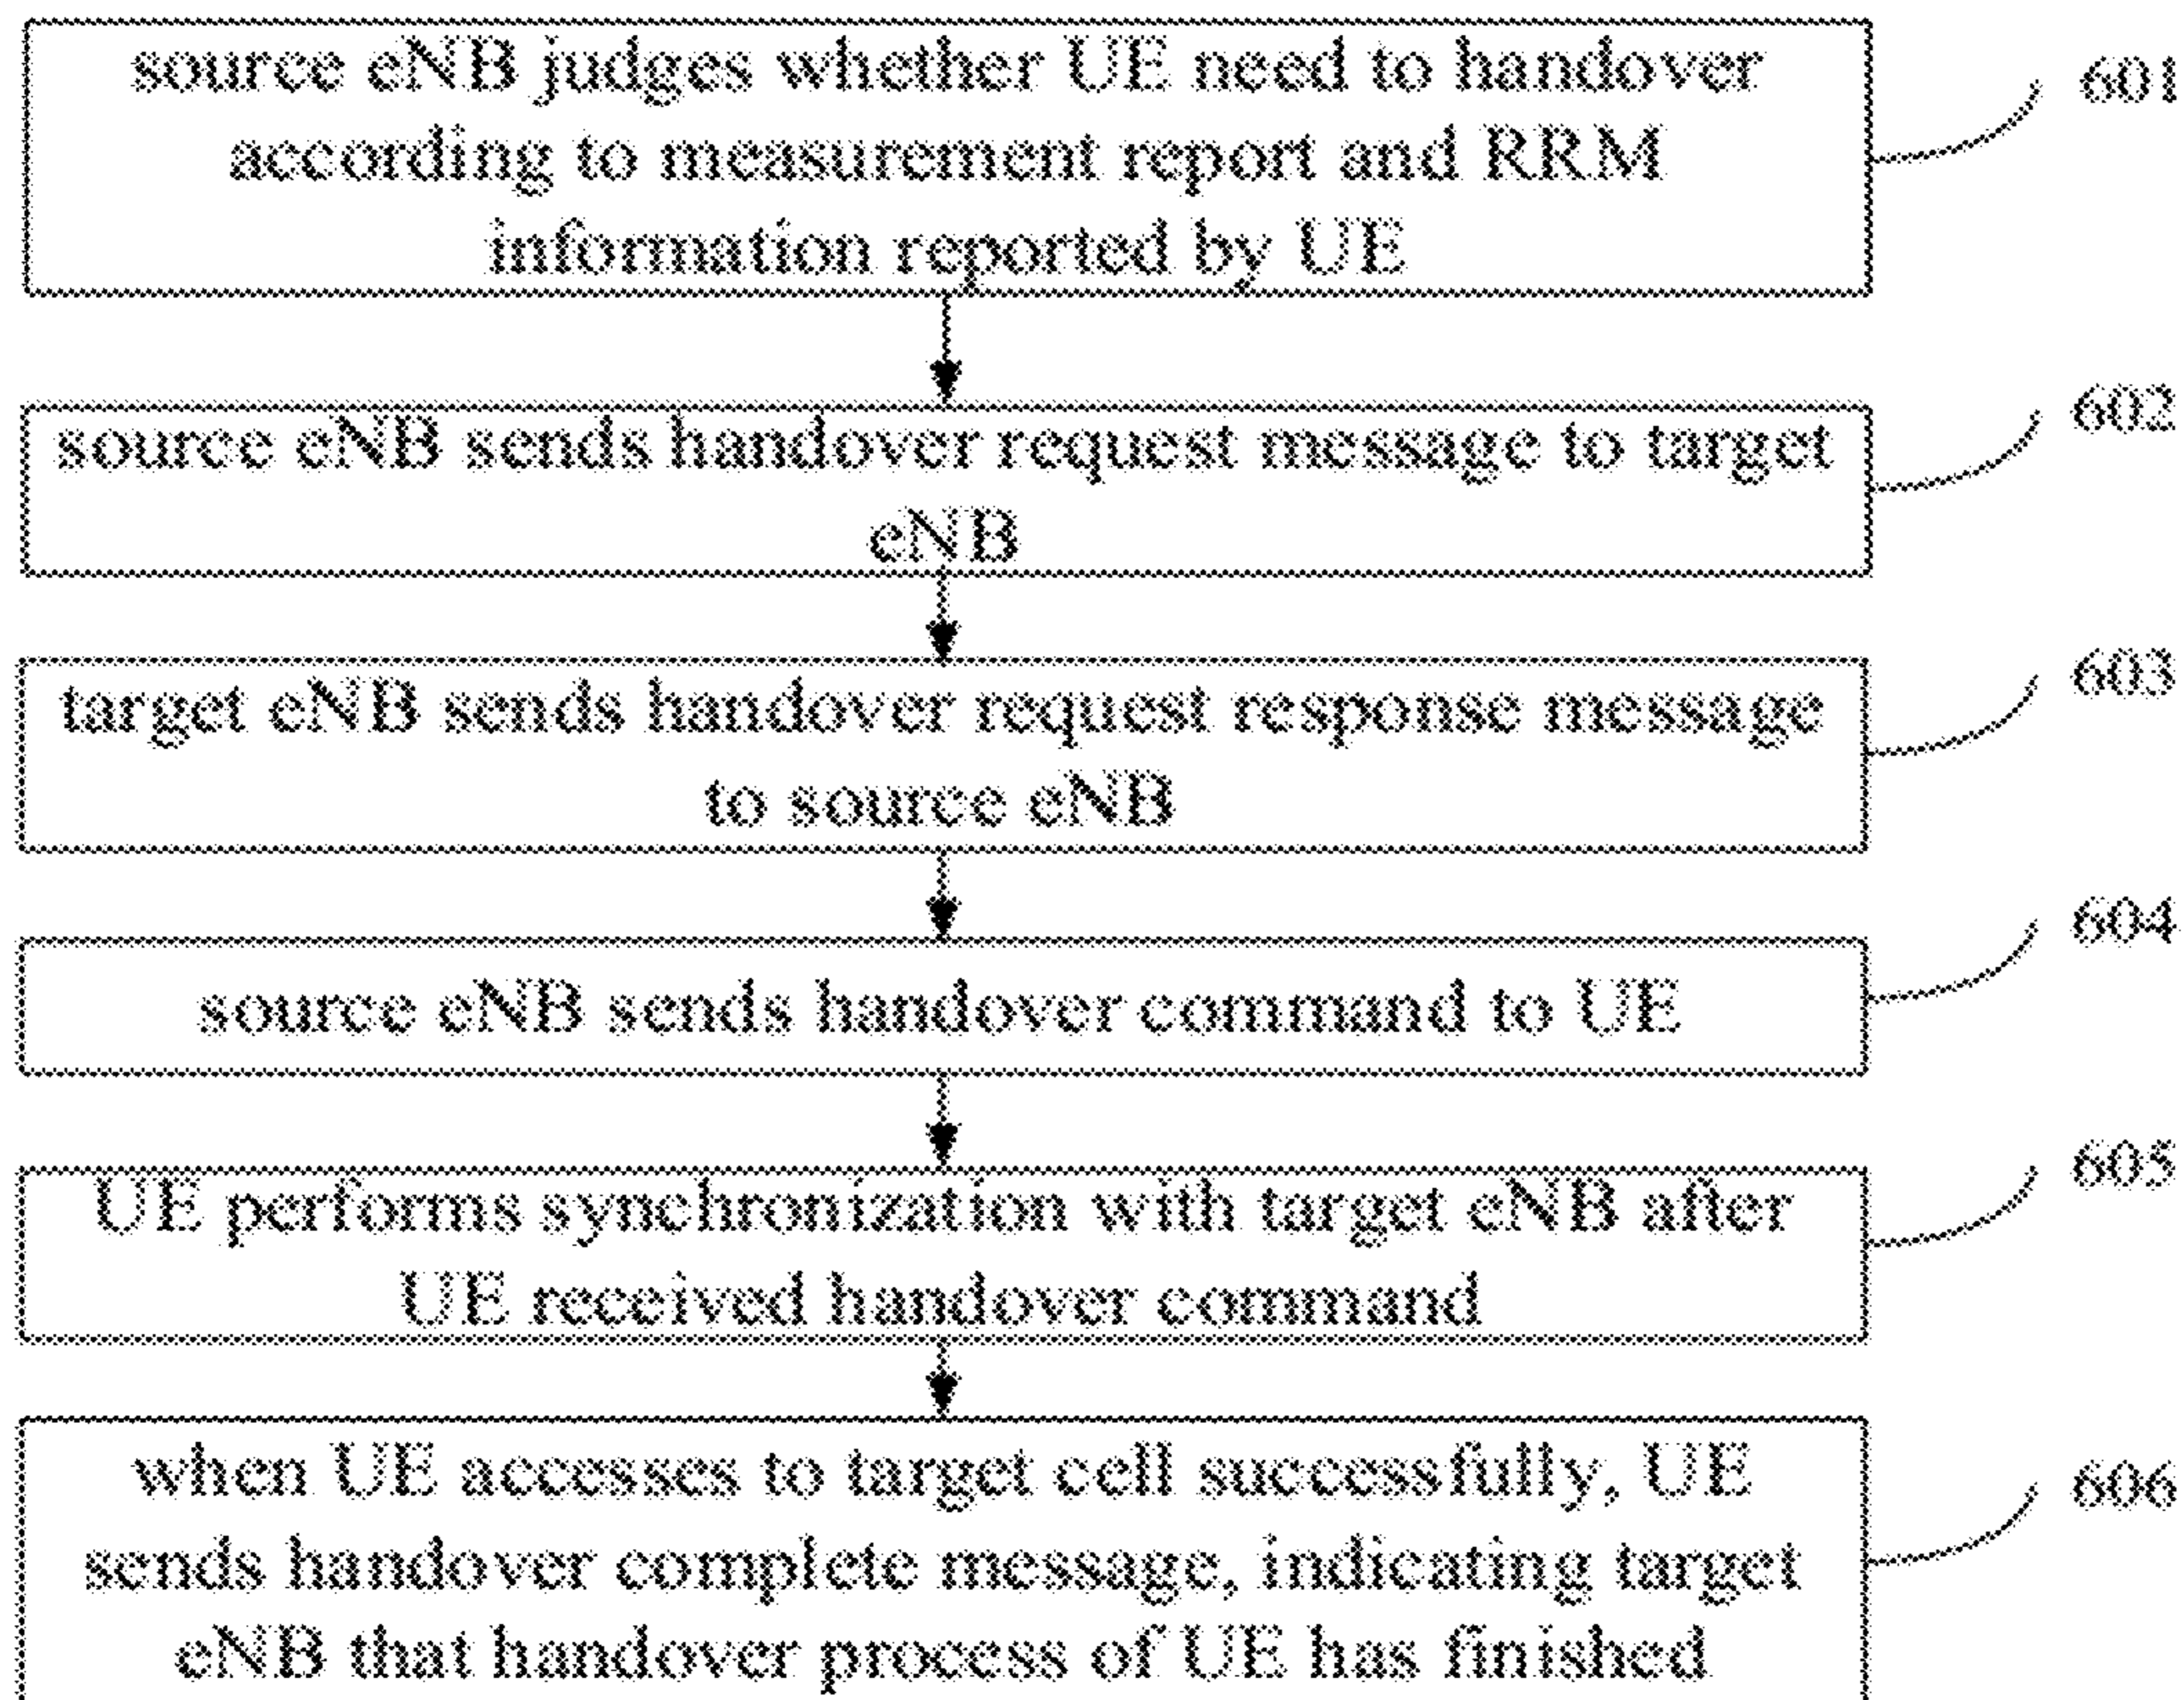 source eNB judges whether UE need to handover
according to measurement report and RRM
information reported by UE
601
source eNB sends handover request message to target
eNB
602
target eNB sends handover request response message
to source eNB
603
source eNB sends handover command to UE
604
UE performs synchronization with target eNB after
UE received handover command
605
when UE accesses to target cell successfully, UE
sends handover complete message, indicating target
eNB that handover process of UE has finished
606